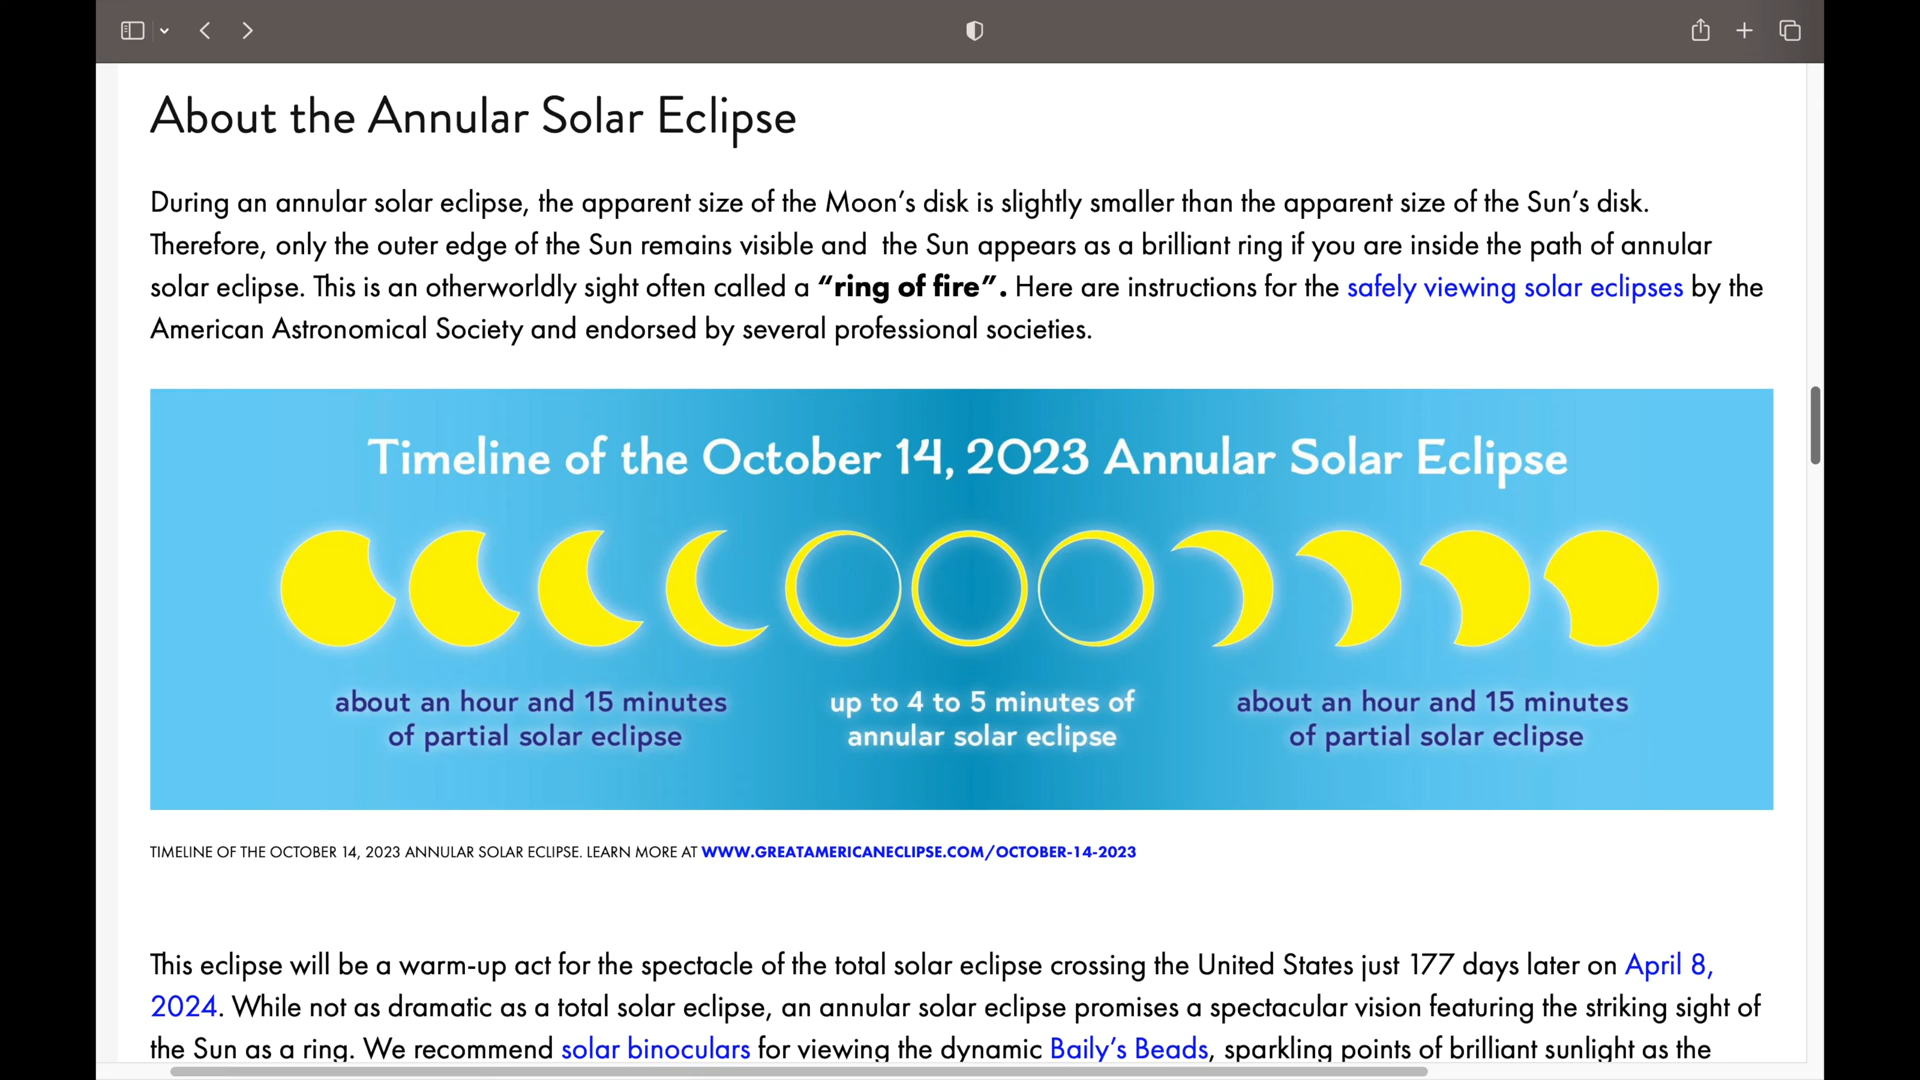 About the Annular Solar Eclipse
During an annular solar eclipse, the apparent size of the Moon’s disk is slightly smaller than the apparent size of the Sun’s disk.
Therefore, only the outer edge of the Sun remains visible and  the Sun appears as a brilliant ring if you are inside the path of annular
solar eclipse. This is an otherworldly sight often called a “ring of fire”. Here are instructions for the safely viewing solar eclipses by the
American Astronomical Society and endorsed by several professional societies.
Timeline of the October 14, 2023 Annular Solar Eclipse
about an hour and 15 minutes
of partial solar eclipse
up to 4 to 5 minutes of
annular solar eclipse
about an hour and 15 minutes
of partial solar eclipse
TIMELINE OF THE OCTOBER 14, 2023 ANNULAR SOLAR ECLIPSE. LEARN MORE AT WWW.GREATAMERICANECLIPSE.COM/OCTOBER-14-2023
This eclipse will be a warm-up act for the spectacle of the total solar eclipse crossing the United States just 177 days later on April 8,
2024. While not as dramatic as a total solar eclipse, an annular solar eclipse promises a spectacular vision featuring the striking sight of
the Sun as a ring. We recommend solar binoculars for viewing the dynamic Baily’s Beads, sparkling points of brilliant sunlight as the